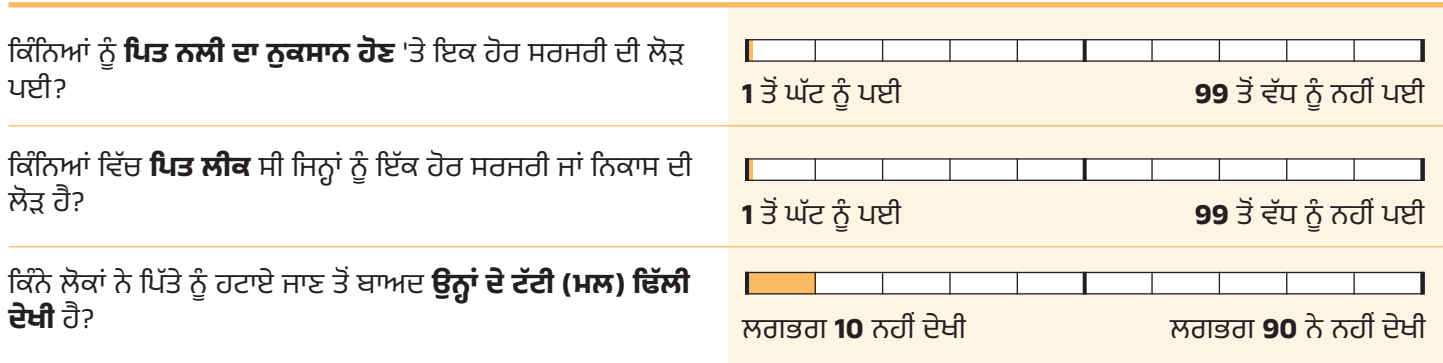 ਕਿੰਨਿਆਂ ਨੂੰ ਪਿਤ ਨਲੀ ਦਾ ਨੁਕਸਾਨ ਹੋਣ 'ਤੇ ਇਕ ਹੋਰ ਸਰਜਰੀ ਦੀ ਲੋੜ
ਪਈ?
1 ਤੋਂ ਘੱਟ ਨੂੰ ਪਈ
99 ਤੋਂ ਵੱਧ ਨੂੰ ਨਹੀਂ ਪਈ
ਕਿੰਨਿਆਂ ਵਿੱਚ ਪਿਤ ਲੀਕ ਸੀ ਜਿਨ੍ਹਾਂ ਨੂੰ ਇੱਕ ਹੋਰ ਸਰਜਰੀ ਜਾਂ ਨਿਕਾਸ ਦੀ
ਲੋੜ ਹੈ?
1 ਤੋਂ ਘੱਟ ਨੂੰ ਪਈ
99 ਤੋਂ ਵੱਧ ਨੂੰ ਨਹੀਂ ਪਈ
ਕਿੰਨੇ ਲੋਕਾਂ ਨੇ ਪਿੱਤੇ ਨੂੰ ਹਟਾਏ ਜਾਣ ਤੋਂ ਬਾਅਦ ਉਨ੍ਹਾਂ ਦੇ ਟੱਟੀ (ਮਲ) ਢਿੱਲੀ
ਦੇਖੀ ਹੈ?
ਲਗਭਗ 10 ਨਹੀਂ ਦੇਖੀ
ਲਗਭਗ 90 ਨੇ ਨਹੀਂ ਦੇਖੀ